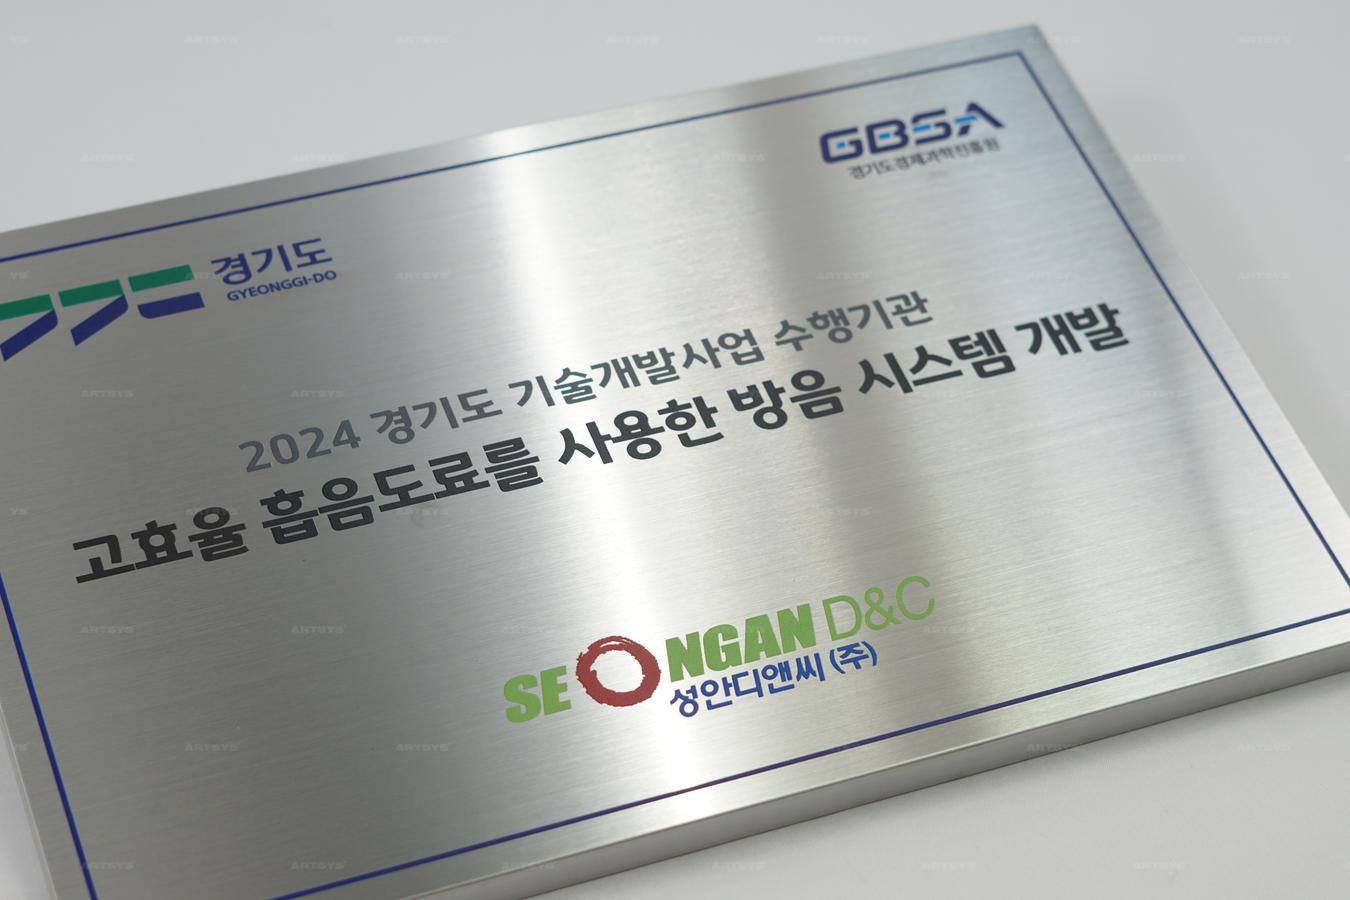 GBSA
경기도경제과학진흥원
경기도
GYEONGGI-DO
2024 경기도 기술개발사업 수행기관
고효율 흡음도료를 사용한 방음 시스템 개발
SEONGAN D&C
성안디앤씨 (주)
ARTSYS